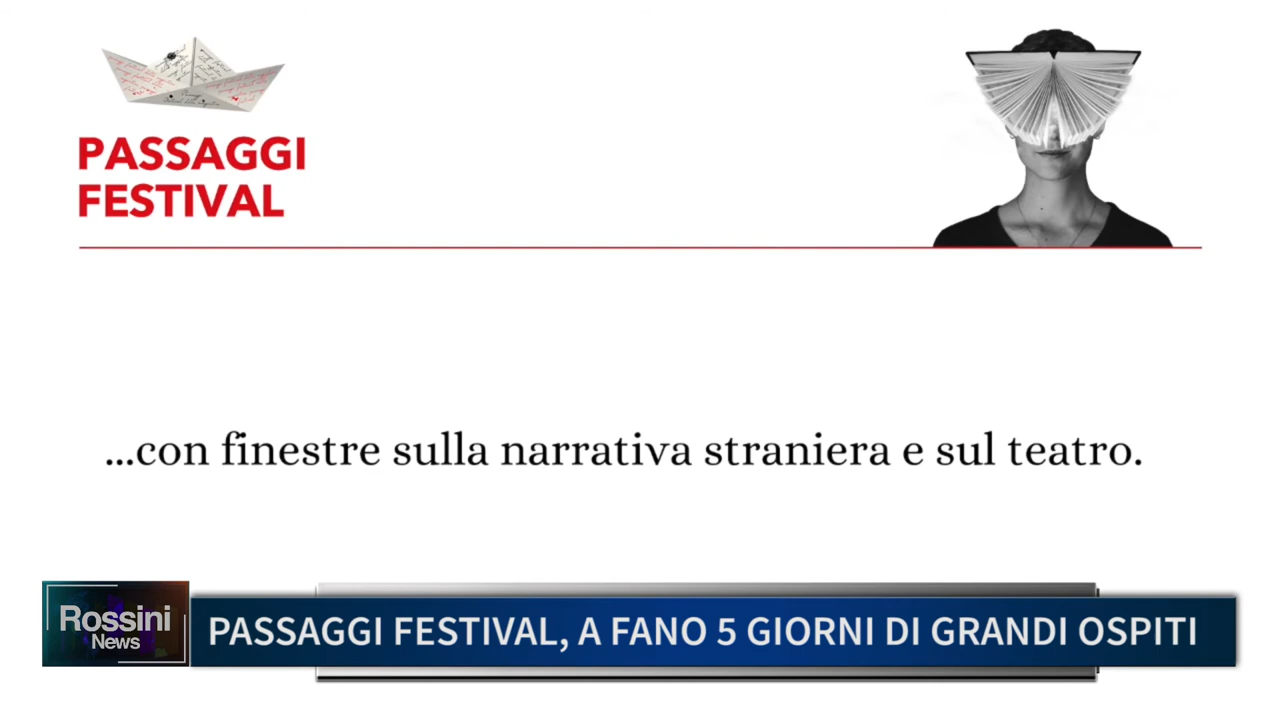 PASSAGGI
FESTIVAL
...con finestre sulla narrativa straniera e sul teatro.
Rossini
News
PASSAGGI FESTIVAL, A FANO 5 GIORNI DI GRANDI OSPITI